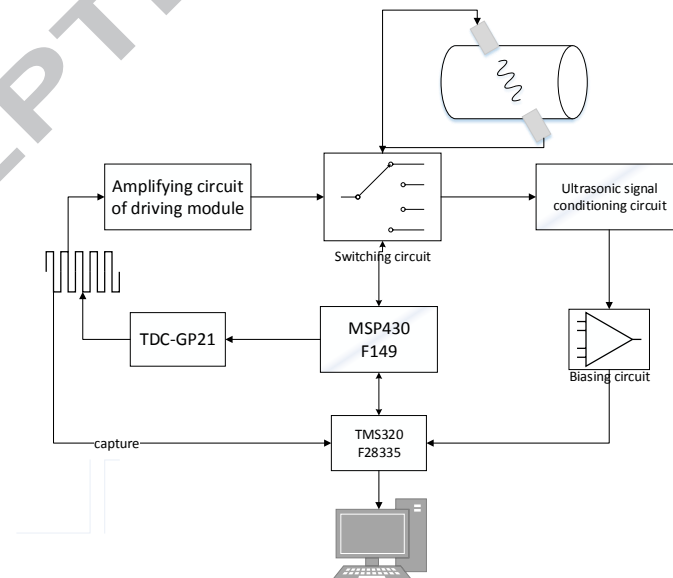 Amplifying circuit
of driving module
Ultrasonic signal
conditioning circuit
Switching circuit
MSP430
F149
TDC-GP21
Biasing circuit
TMS320
F28335
capture